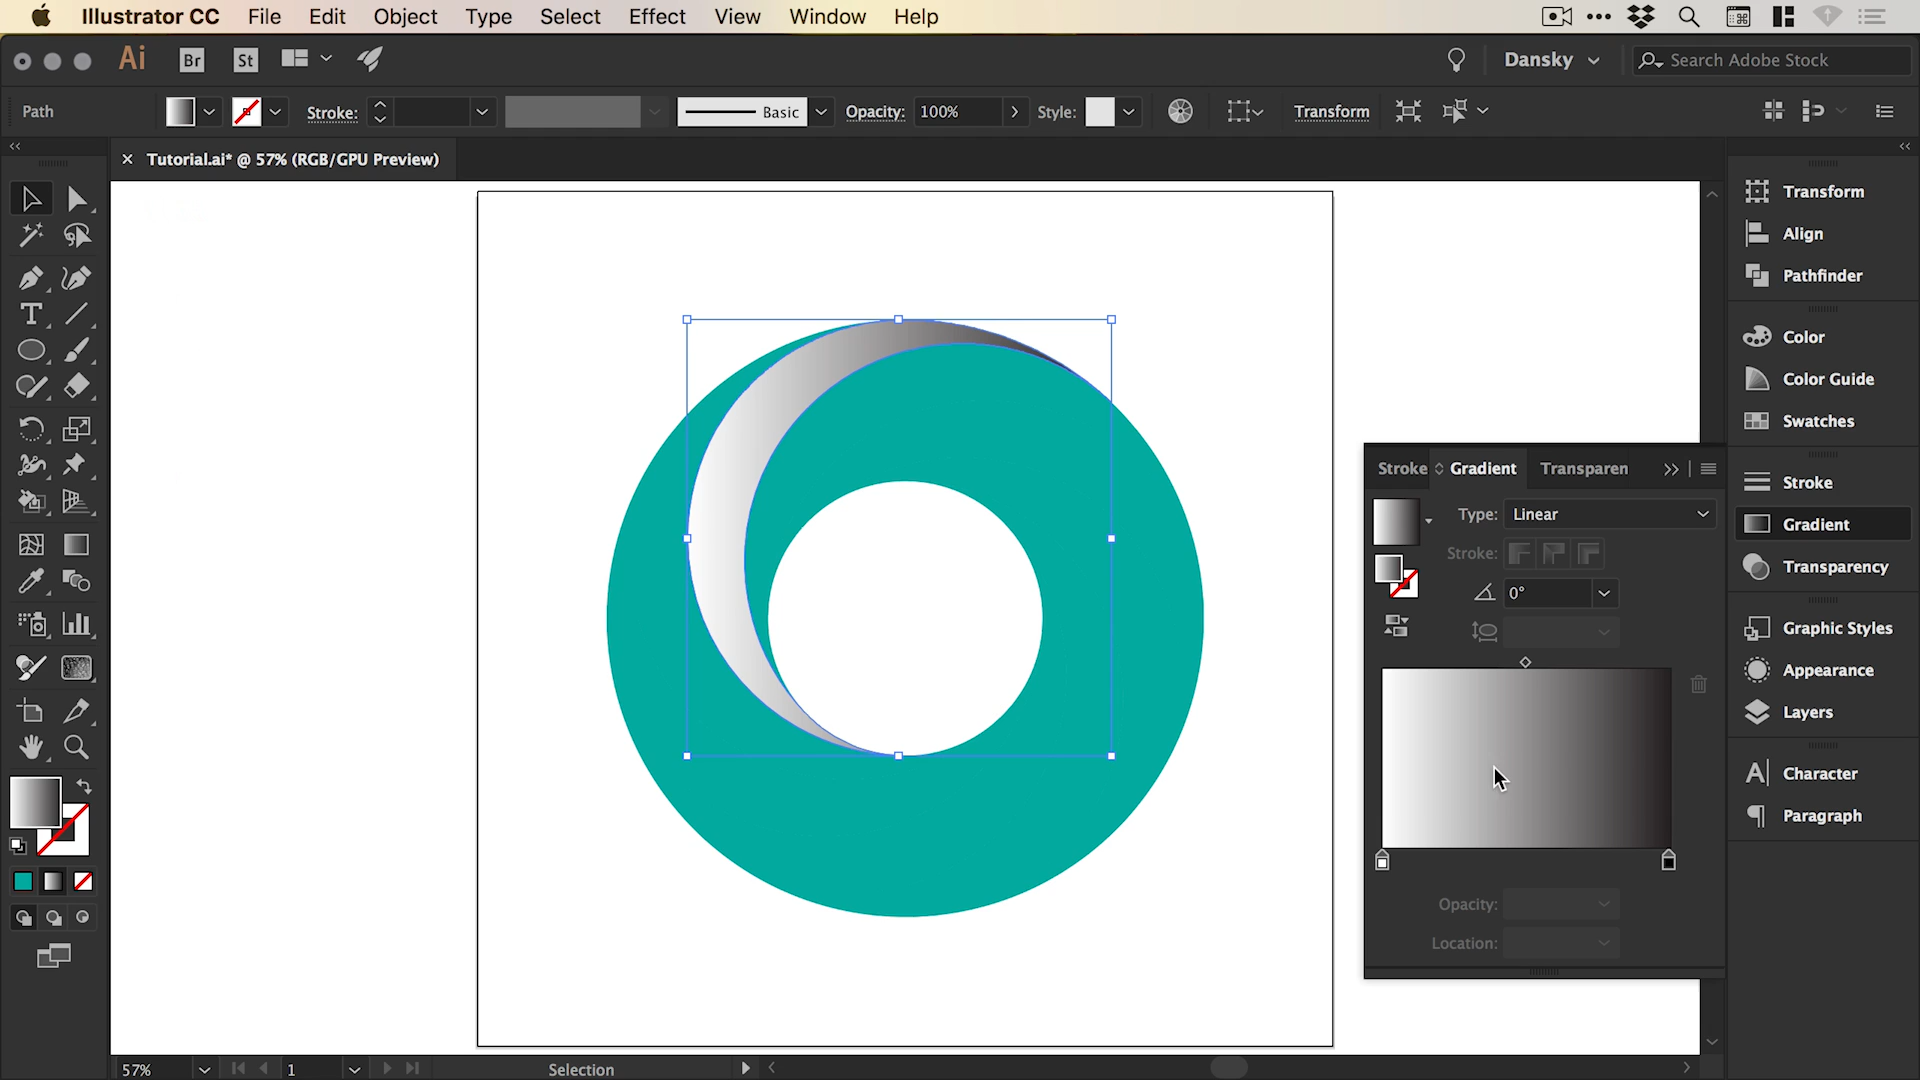 Illustrator CC File Edit Object Type Select Effect View Window Help
Ai Br St Dansky Search Adobe Stock
Path Stroke: Basic Opacity: 100% Style: Transform
× Tutorial.ai* @ 57% (RGB/GPU Preview)
Transform
Align
Pathfinder
Color
Color Guide
Swatches
Stroke
Gradient
Transparency
Graphic Styles
Appearance
Layers
Character
Paragraph
Stroke Gradient Transparen
Type: Linear
Stroke:
0°
Opacity:
Location:
57% 1 Selection